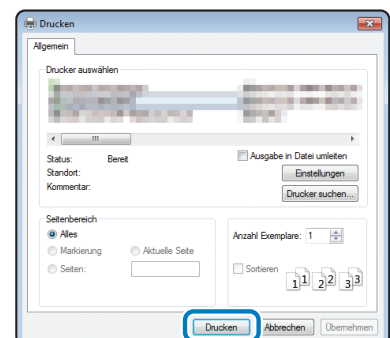 Drucken
Allgemein
Drucker auswählen
Status: Bereit
Standort:
Kommentar:
Ausgabe in Datei umleiten
Einstellungen
Drucker suchen...
Seitenbereich
Alles
Markierung Aktuelle Seite
Seiten:
Anzahl Exemplare: 1
Sortieren
1 1 2 2 3 3
Drucken Abbrechen Übernehmen